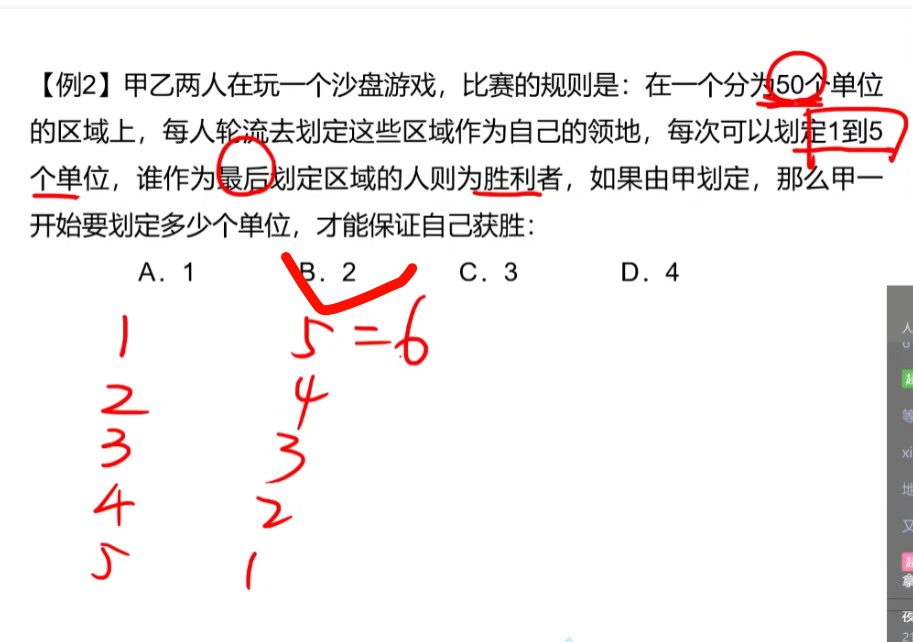 【例2】甲乙两人在玩一个沙盘游戏，比赛的规则是：在一个分为50个单位
的区域上，每人轮流去划定这些区域作为自己的领地，每次可以划定1到5
个单位，谁作为最后划定区域的人则为胜利者，如果由甲划定，那么甲一
开始要划定多少个单位，才能保证自己获胜：
A．1 B．2 C．3 D．4
1 5=6
2 4
3 3
4 2
5 1
人
等
xi
地
又
拿
夜